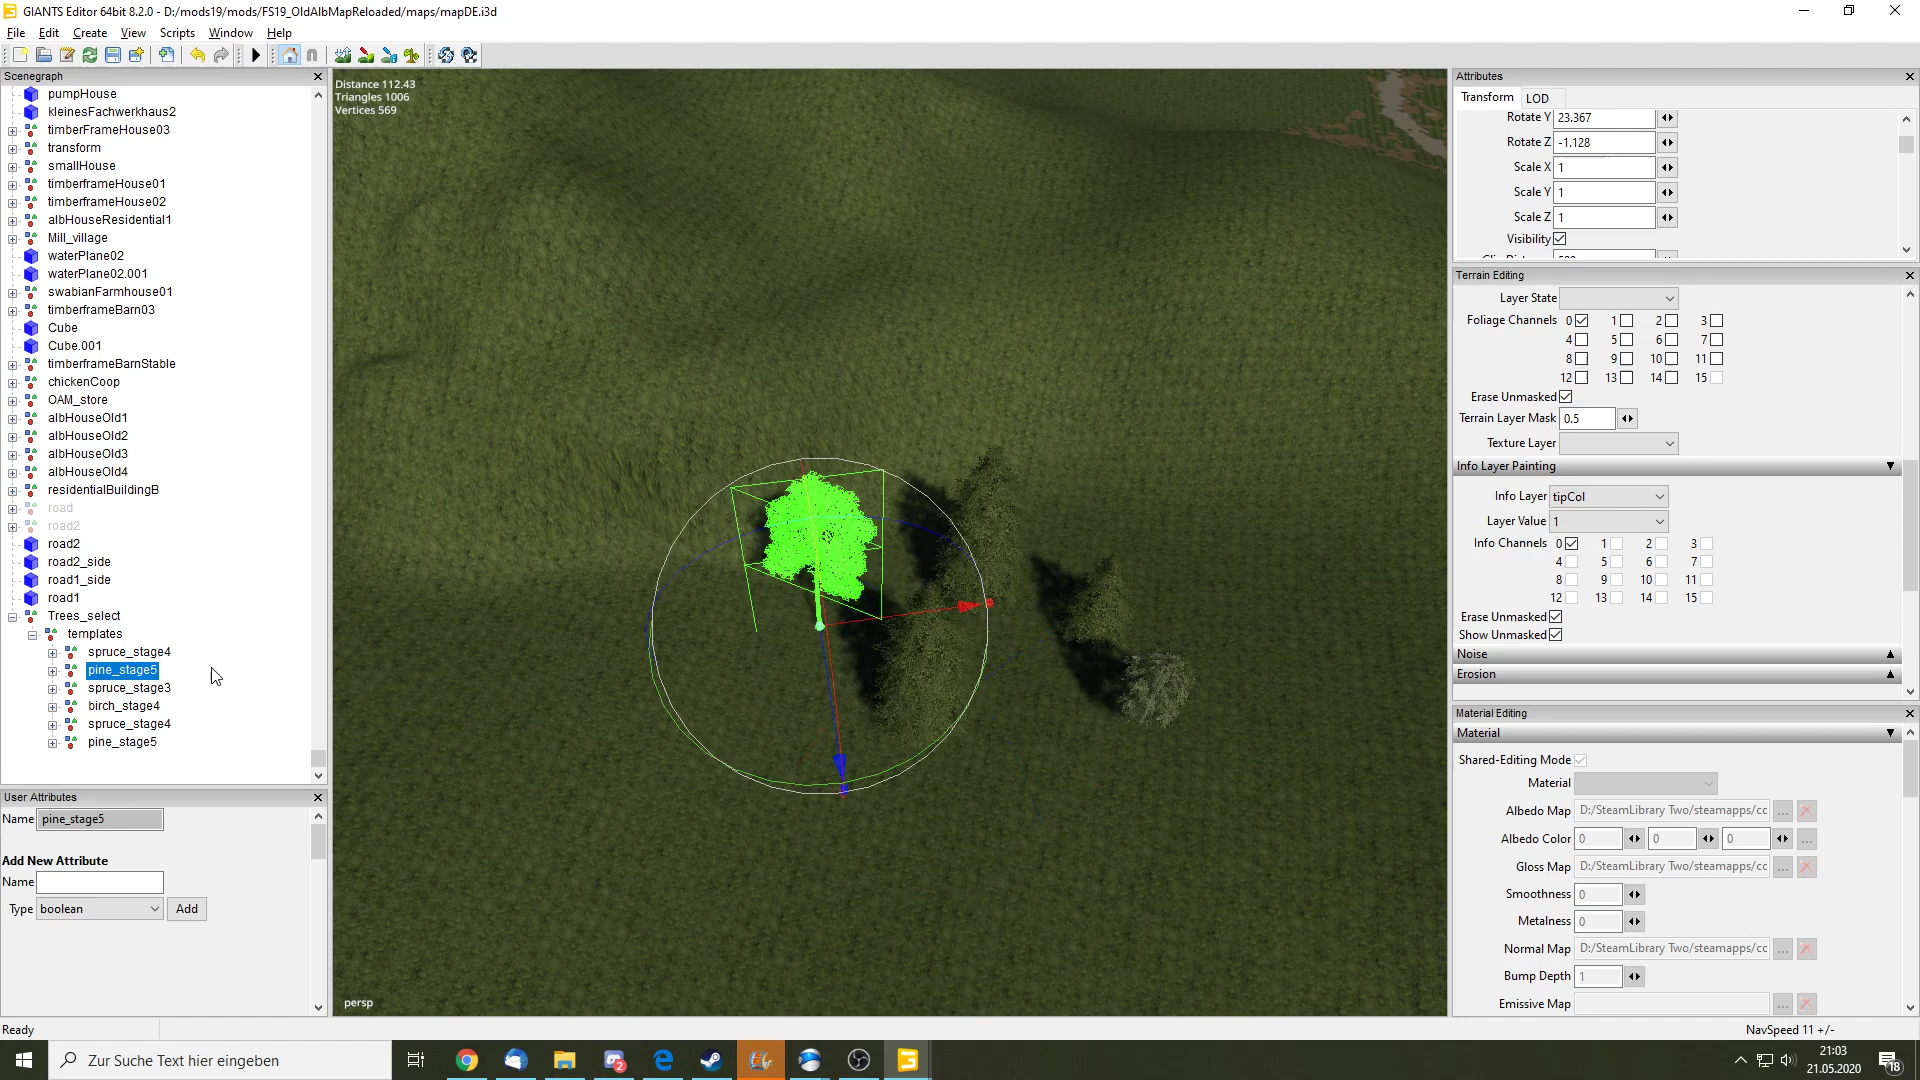 GIANTS Editor 64bit 8.2.0 - D:/mods19/mods/FS19_OldAlbMapReloaded/maps/mapDE.i3d
File Edit Create View Scripts Window Help
Scenegraph
pumpHouse
kleinesFachwerkhaus2
timberFrameHouse03
transform
smallHouse
timberframeHouse01
timberframeHouse02
albHouseResidential1
Mill_village
waterPlane02
waterPlane02.001
swabianFarmhouse01
timberframeBarn03
Cube
Cube.001
timberframeBarnStable
chickenCoop
OAM_store
albHouseOld1
albHouseOld2
albHouseOld3
albHouseOld4
residentialBuildingB
road
road2
road2
road2_side
road1_side
road1
Trees_select
templates
spruce_stage4
pine_stage5
spruce_stage3
birch_stage4
spruce_stage4
pine_stage5
User Attributes
Name pine_stage5
Add New Attribute
Name
Type boolean Add
Ready
Distance 112.43
Triangles 1006
Vertices 569
persp
Attributes
Transform LOD
Rotate Y 23.367
Rotate Z -1.128
Scale X 1
Scale Y 1
Scale Z 1
Visibility
Terrain Editing
Layer State
Foliage Channels 0 1 2 3
4 5 6 7
8 9 10 11
12 13 14 15
Erase Unmasked
Terrain Layer Mask 0.5
Texture Layer
Info Layer Painting
Info Layer tipCol
Layer Value 1
Info Channels 0 1 2 3
4 5 6 7
8 9 10 11
12 13 14 15
Erase Unmasked
Show Unmasked
Noise
Erosion
Material Editing
Material
Shared-Editing Mode
Material
Albedo Map D:/SteamLibrary Two/steamapps/cc ...
Albedo Color 0 0 0 ...
Gloss Map D:/SteamLibrary Two/steamapps/cc ...
Smoothness 0
Metalness 0
Normal Map D:/SteamLibrary Two/steamapps/cc ...
Bump Depth 1
Emissive Map ...
NavSpeed 11 +/-
Zur Suche Text hier eingeben
2
21:03
21.05.2020
18